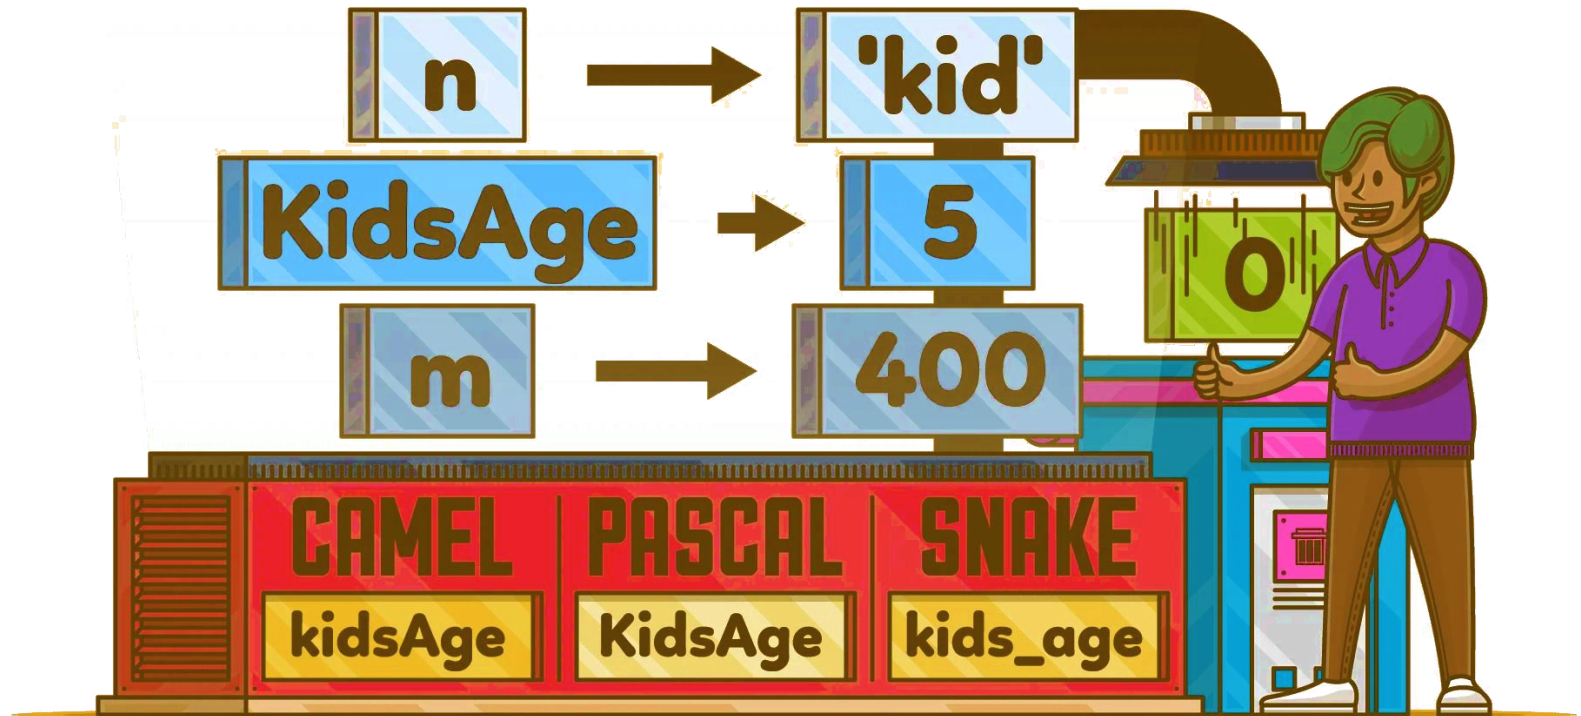 n 'kid'
KidsAge 5
0
m 400
CAMEL PASCAL SNAKE
kidsAge KidsAge kids_age